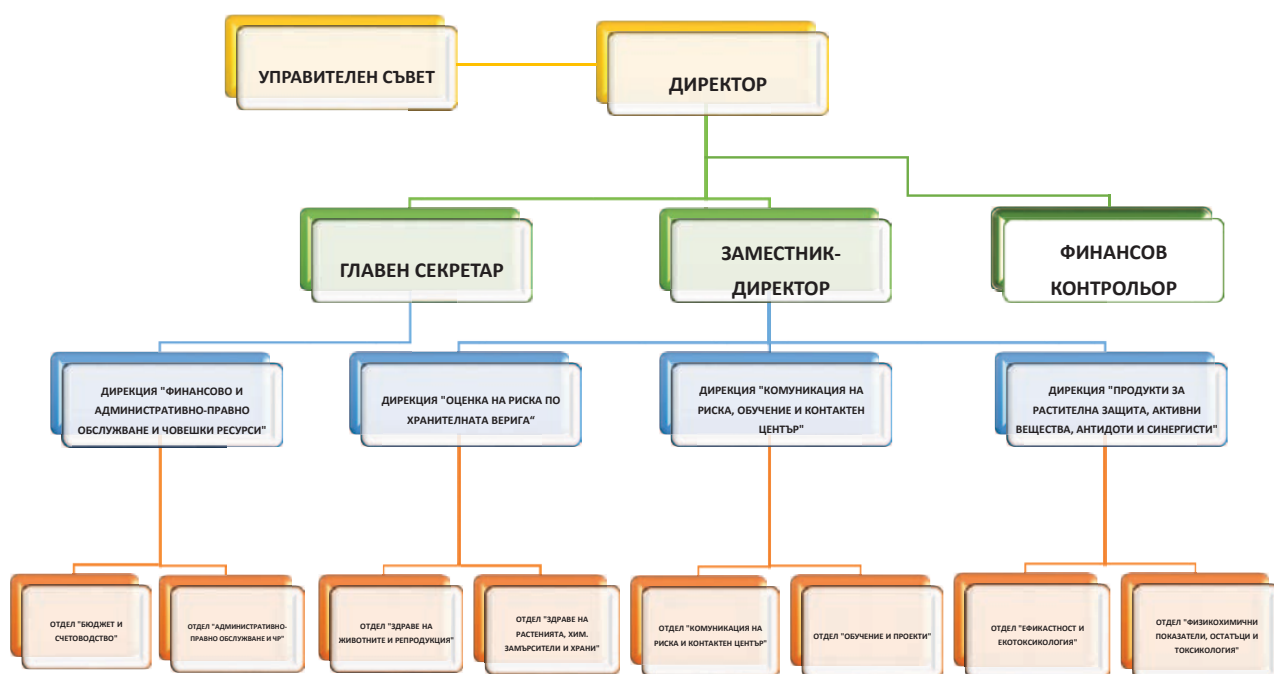 УПРАВИТЕЛЕН СЪВЕТ
ДИРЕКТОР
ГЛАВЕН СЕКРЕТАР
ЗАМЕСТНИК-
ДИРЕКТОР
ФИНАНСОВ
КОНТРОЛЬОР
ДИРЕКЦИЯ "ФИНАНСОВО И
АДМИНИСТРАТИВНО-ПРАВНО
ОБСЛУЖВАНЕ И ЧОВЕШКИ РЕСУРСИ"
ДИРЕКЦИЯ "ОЦЕНКА НА РИСКА ПО
ХРАНИТЕЛНАТА ВЕРИГА“
ДИРЕКЦИЯ "КОМУНИКАЦИЯ НА
РИСКА, ОБУЧЕНИЕ И КОНТАКТЕН
ЦЕНТЪР"
ДИРЕКЦИЯ "ПРОДУКТИ ЗА
РАСТИТЕЛНА ЗАЩИТА, АКТИВНИ
ВЕЩЕСТВА, АНТИДОТИ И СИНЕРГИСТИ"
ОТДЕЛ "БЮДЖЕТ И
СЧЕТОВОДСТВО"
ОТДЕЛ "АДМИНИСТРАТИВНО-
ПРАВНО ОБСЛУЖВАНЕ И ЧР"
ОТДЕЛ "ЗДРАВЕ НА
ЖИВОТНИТЕ И РЕПРОДУКЦИЯ"
ОТДЕЛ "ЗДРАВЕ НА
РАСТЕНИЯТА, ХИМ.
ЗАМЪРСИТЕЛИ И ХРАНИ"
ОТДЕЛ "КОМУНИКАЦИЯ НА
РИСКА И КОНТАКТЕН ЦЕНТЪР"
ОТДЕЛ "ОБУЧЕНИЕ И ПРОЕКТИ"
ОТДЕЛ "ЕФИКАСТНОСТ И
ЕКОТОКСИКОЛОГИЯ"
ОТДЕЛ "ФИЗИКОХИМИЧНИ
ПОКАЗАТЕЛИ, ОСТАТЪЦИ И
ТОКСИКОЛОГИЯ"